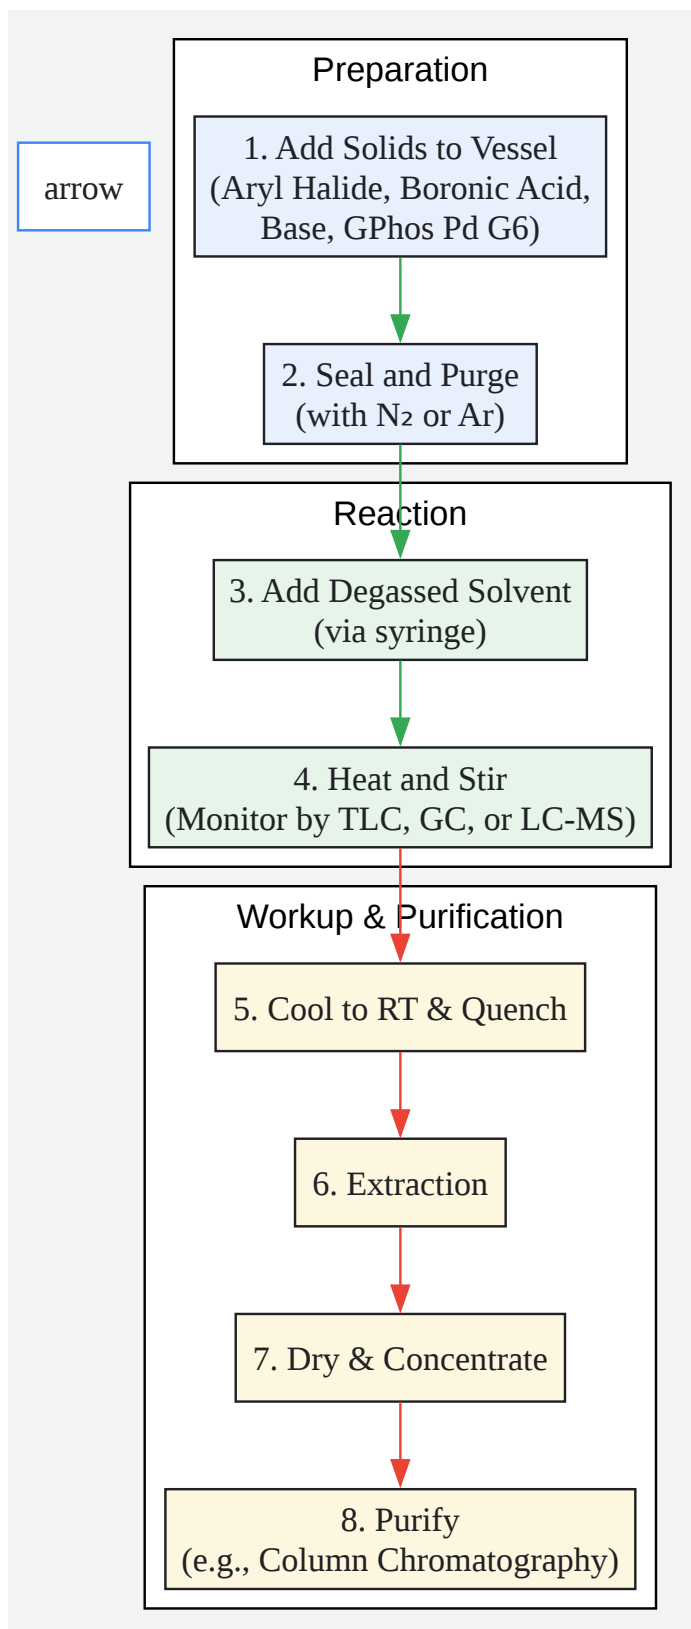 Preparation
arrow
1. Add Solids to Vessel
(Aryl Halide, Boronic Acid,
Base, GPhos Pd G6)
2. Seal and Purge
(with N₂ or Ar)
Reaction
3. Add Degassed Solvent
(via syringe)
4. Heat and Stir
(Monitor by TLC, GC, or LC-MS)
Workup & Purification
5. Cool to RT & Quench
6. Extraction
7. Dry & Concentrate
8. Purify
(e.g., Column Chromatography)